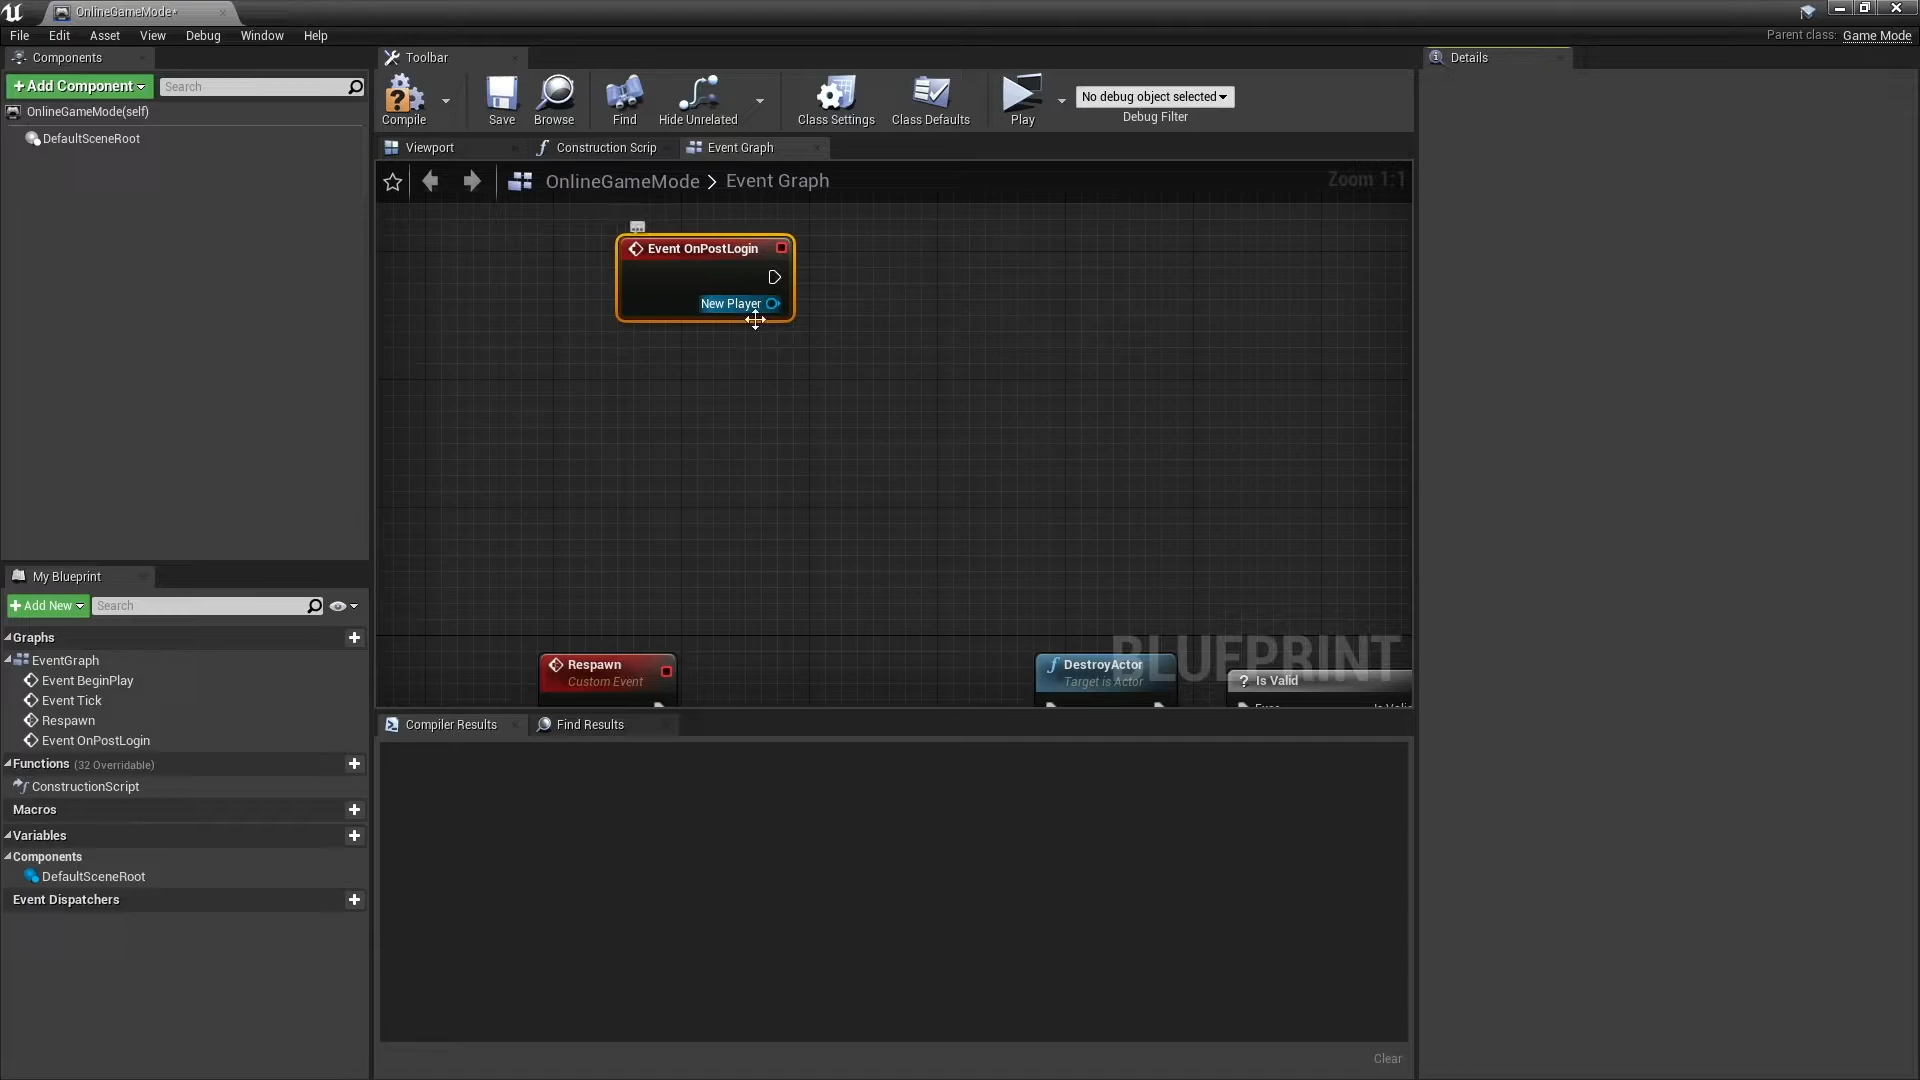 OnlineGameMode*
File Edit Asset View Debug Window Help
Parent class: Game Mode
Components
Toolbar
Details
+Add Component
Search
OnlineGameMode(self)
DefaultSceneRoot
Compile
Save
Browse
Find
Hide Unrelated
Class Settings
Class Defaults
Play
No debug object selected
Debug Filter
Viewport
Construction Scrip
Event Graph
OnlineGameMode > Event Graph
Zoom 1:1
Event OnPostLogin
New Player
BLUEPRINT
Respawn
Custom Event
DestroyActor
Target is Actor
? Is Valid
My Blueprint
+Add New
Search
Graphs
EventGraph
Event BeginPlay
Event Tick
Respawn
Event OnPostLogin
Functions (32 Overridable)
ConstructionScript
Macros
Variables
Components
DefaultSceneRoot
Event Dispatchers
Compiler Results
Find Results
Clear